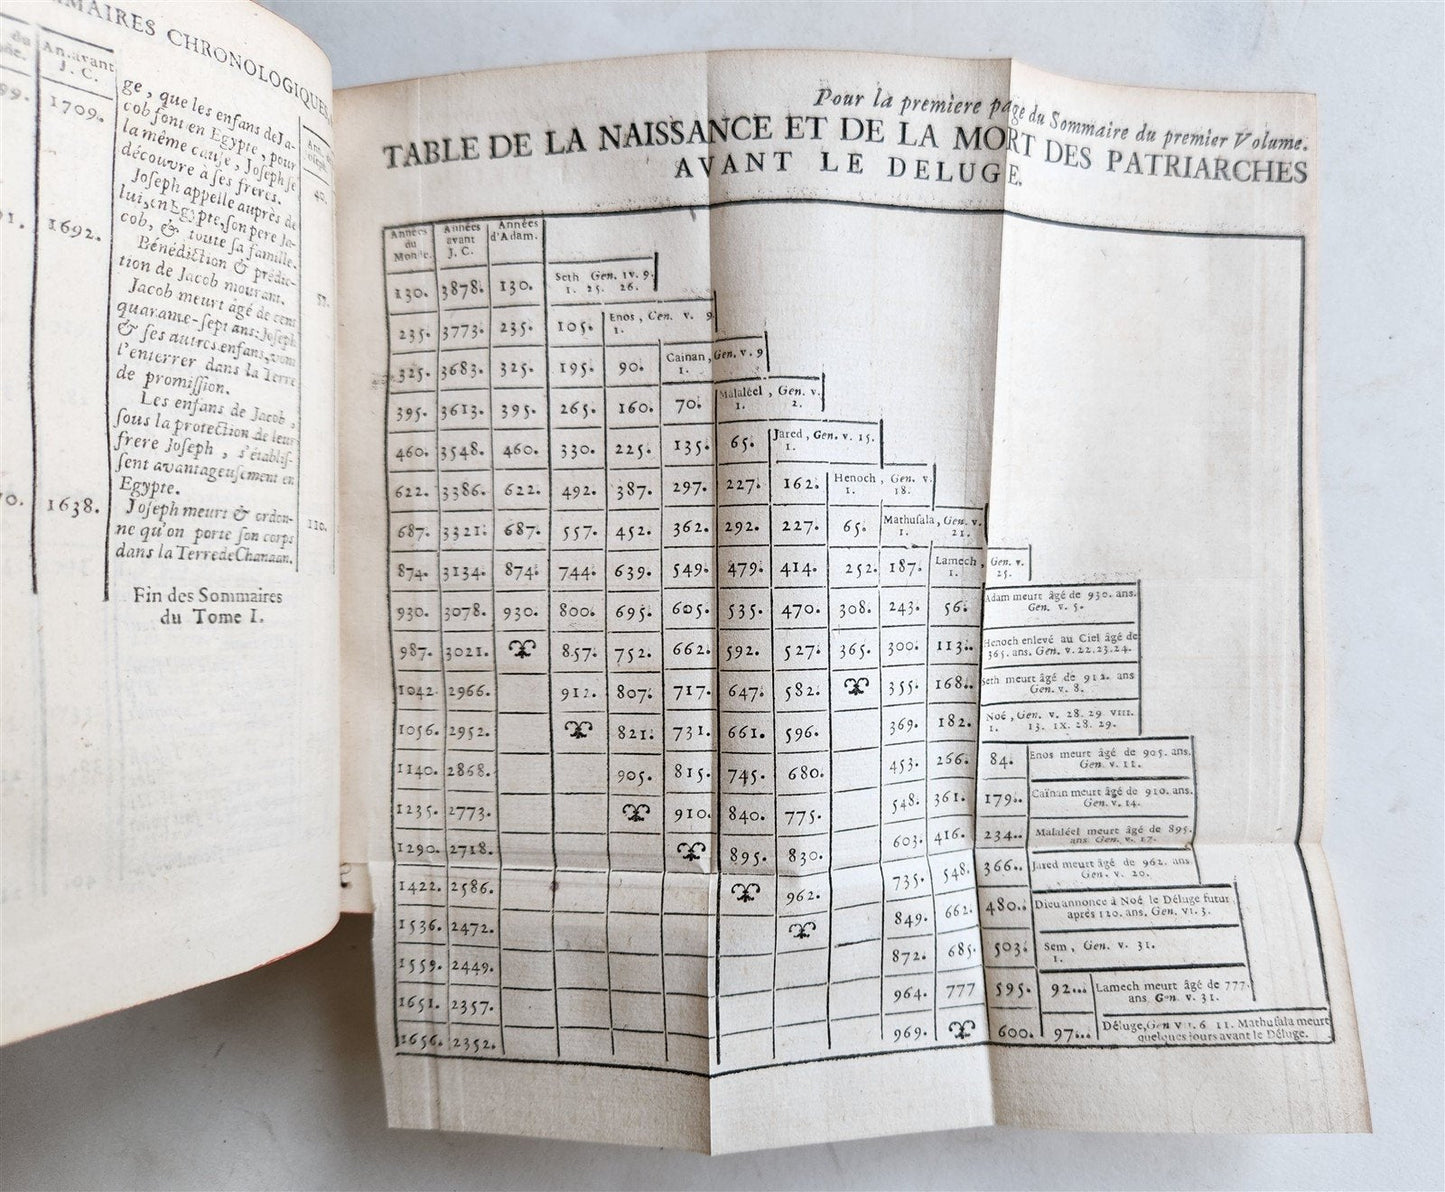 MMAIRES CHRONOLOGIQUES
An. avant
J. C.
99. 1709.
ge, que les enfans de Ja-
cob sont en Egypte, pour
la même cause, Joseph se
découvre à ses freres.
Joseph appelle auprès de
91. 1692. lui, en Egypte, son pere Ja-
cob, & toute sa famille.
Bénédiction & prédic-
tion de Jacob mourant.
Jacob meurt âgé de cent
quarante-sept ans: Joseph
& ses autres enfans, vont
l'enterrer dans la Terre
de promission.
Les enfans de Jacob,
sous la protection de leur
frere Joseph, s'établis-
sent avantageusement en
Egypte.
70. 1638. Joseph meurt & ordon-
ne qu'on porte son corps
dans la Terre de Chanaan.
Fin des Sommaires
du Tome I.
40.
110.
Pour la premiere page du Sommaire du premier Volume.
TABLE DE LA NAISSANCE ET DE LA MORT DES PATRIARCHES
AVANT LE DELUGE.
Années du Monde. Années avant J. C. Années d'Adam.
130. 3878. 130. Seth Gen. IV. 9. 1. 25. 26.
235. 3773. 235. 105. Enos, Gen. v. 9. 1.
325. 3683. 325. 195. 90. Cainan, Gen. v. 9 1.
395. 3613. 395. 265. 160. 70. Malaléel, Gen. v. 1. 2.
460. 3548. 460. 330. 225. 135. 65. Jared, Gen. v. 15. 1.
622. 3386. 622. 492. 387. 297. 227. 162. Henoch, Gen. v. 1. 18.
687. 3321. 687. 557. 452. 362. 292. 227. 65. Mathusala, Gen. v. 1. 21.
874. 3134. 874. 744. 639. 549. 479. 414. 252. 187. Lamech, Gen. v. 1. 25.
930. 3078. 930. 800. 695. 605. 535. 470. 308. 243. 56. Adam meurt âgé de 930. ans. Gen. v. 5.
987. 3021. 857. 752. 662. 592. 527. 365. 300. 113. Henoch enlevé au Ciel âgé de 365. ans. Gen. v. 22. 23. 24.
1042. 2966. 912. 807. 717. 647. 582. 355. 168. Seth meurt âgé de 912. ans Gen. v. 8.
1056. 2952. 821. 731. 661. 596. 369. 182. Noé, Gen. v. 28. 29 VIII. 1. 13. IX. 28. 29.
1140. 2868. 905. 815. 745. 680. 453. 266. 84. Enos meurt âgé de 905. ans. Gen. v. 11.
1235. 2773. 910. 840. 775. 548. 361. 179. Caïnan meurt âgé de 910. ans. Gen. v. 14.
1290. 2718. 895. 830. 603. 416. 234. Malaléel meurt âgé de 895. ans Gen. v. 17.
1422. 2586. 962. 735. 548. 366. Jared meurt âgé de 962. ans. Gen. v. 20.
1536. 2472. 849. 662. 480. Dieu annonce à Noé le Déluge futur après 120. ans. Gen. VI. 3.
1559. 2449. 872. 685. 503. Sem, Gen. v. 31. 1.
1651. 2357. 964. 777 595. 92... Lamech meurt âgé de 777. ans Gen. v. 31.
1656. 2352. 969. 600. 97... Déluge, Gen VII. 6 11. Mathusala meurt quelques jours avant le Déluge.